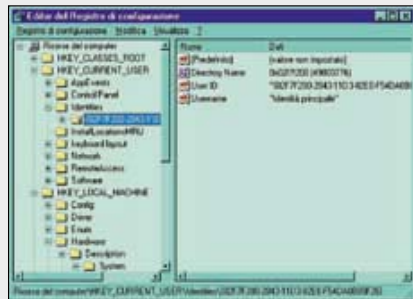 Editor del Registro di configurazione
Registro di configurazione Modifica Visualizza ?
Risorse del computer
HKEY_CLASSES_ROOT
HKEY_CURRENT_USER
AppEvents
Control Panel
Identities
InstallLocationsMRU
keyboard layout
Network
RemoteAccess
Software
HKEY_LOCAL_MACHINE
Config
Driver
Enum
Hardware
Description
System
Nome Dati
(Predefinito) (valore non impostato)
Directory Name
User ID
Username "Identità principale"